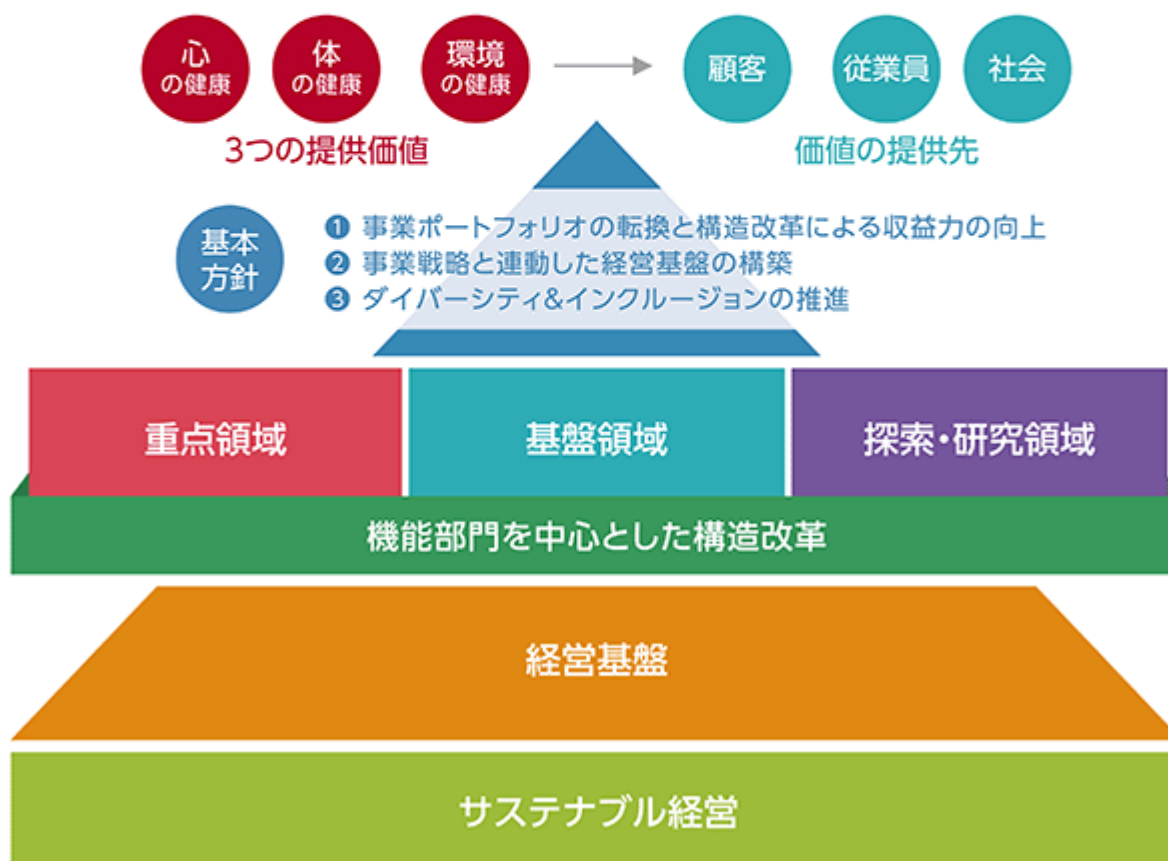 心
の健康
体
の健康
環境
の健康
顧客
従業員
社会
3つの提供価値
価値の提供先
基本
方針
❶ 事業ポートフォリオの転換と構造改革による収益力の向上
❷ 事業戦略と連動した経営基盤の構築
❸ ダイバーシティ&インクルージョンの推進
重点領域
基盤領域
探索・研究領域
機能部門を中心とした構造改革
経営基盤
サステナブル経営